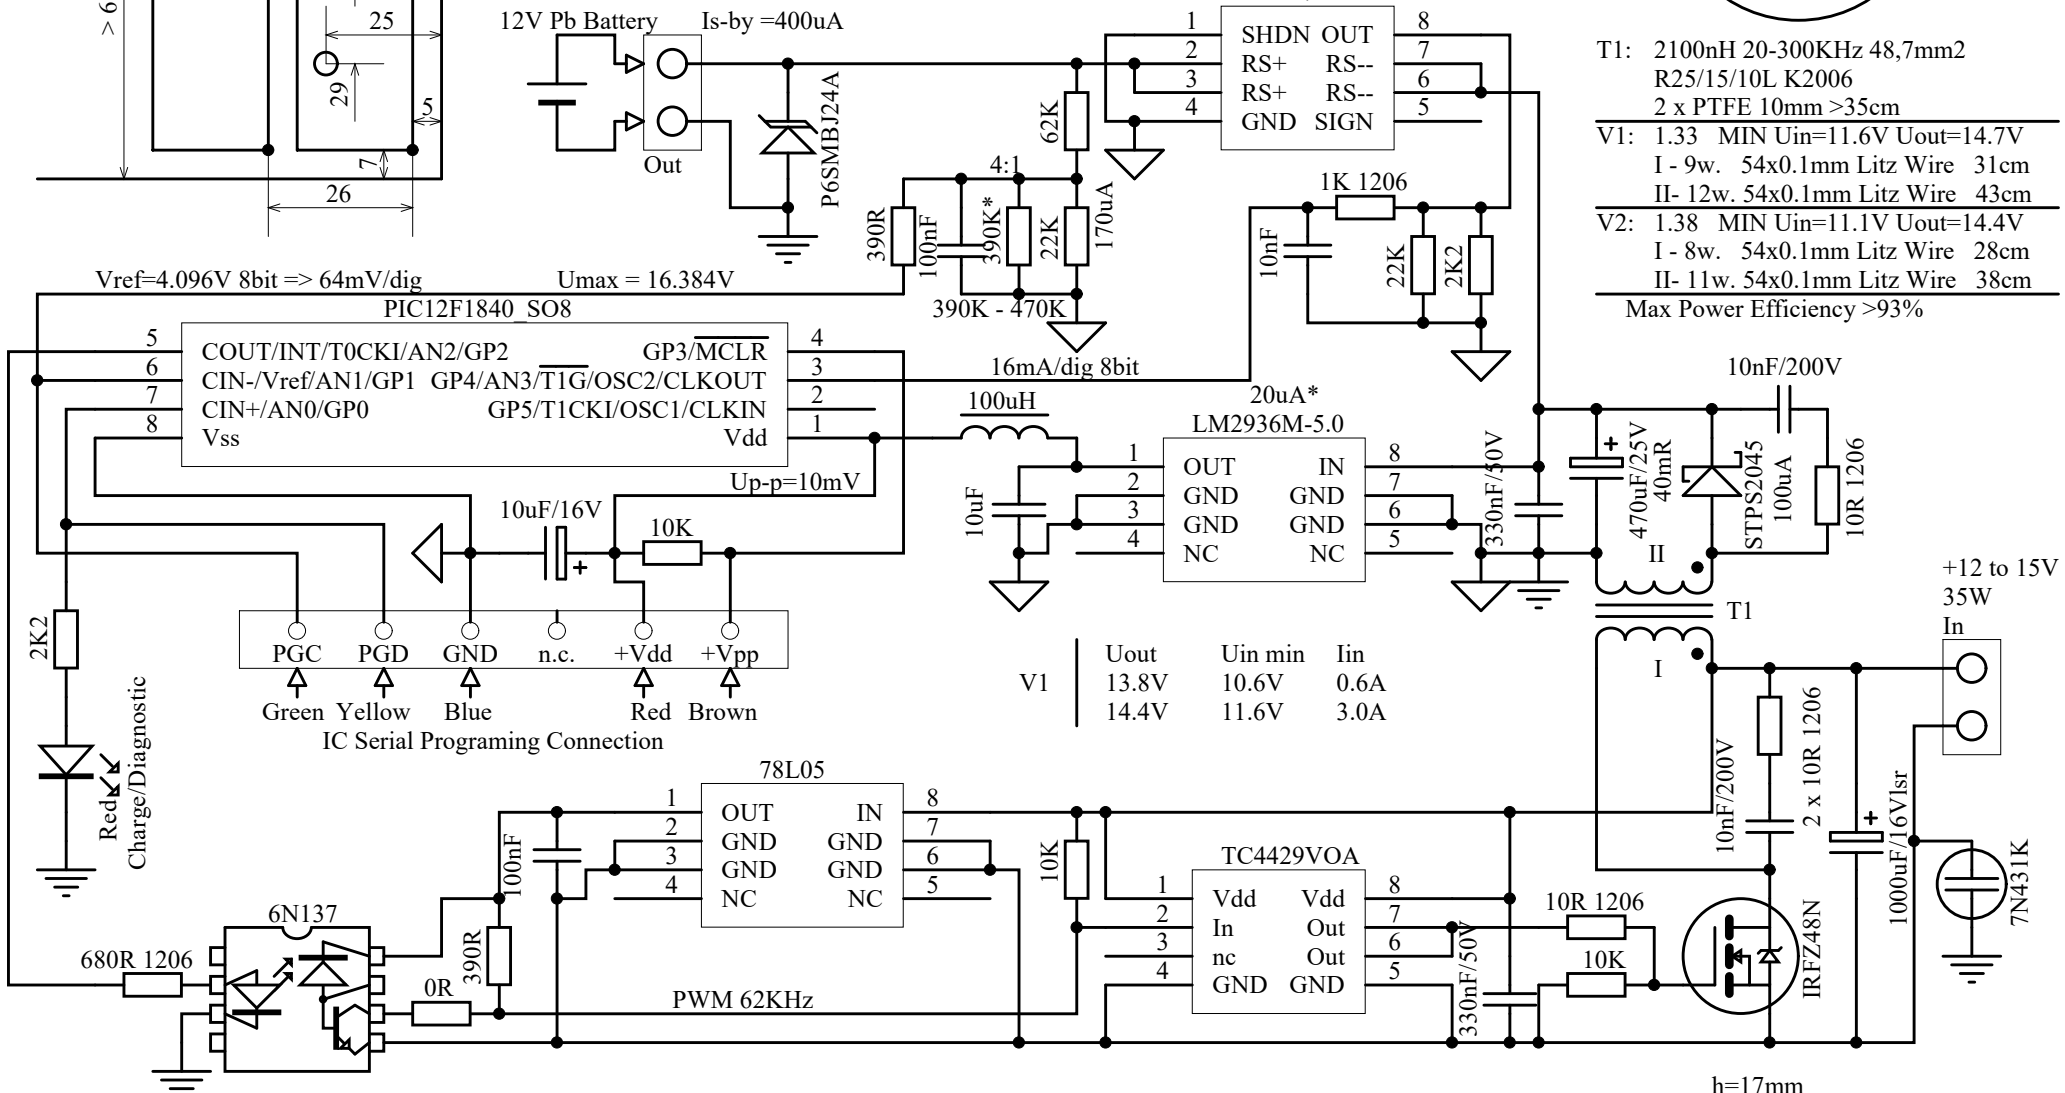 > 6
25
29
5
7
26
12V Pb Battery
Is-by =400uA
Out
P6SMBJ24A
62K
4:1
390R
100nF
390K*
22K
170uA
390K - 470K
1 SHDN OUT 8
2 RS+ RS-- 7
3 RS+ RS-- 6
4 GND SIGN 5
1K 1206
10nF
22K
2K2
T1: 2100nH 20-300KHz 48,7mm2
R25/15/10L K2006
2 x PTFE 10mm >35cm
V1: 1.33 MIN Uin=11.6V Uout=14.7V
I - 9w. 54x0.1mm Litz Wire 31cm
II- 12w. 54x0.1mm Litz Wire 43cm
V2: 1.38 MIN Uin=11.1V Uout=14.4V
I - 8w. 54x0.1mm Litz Wire 28cm
II- 11w. 54x0.1mm Litz Wire 38cm
Max Power Efficiency >93%
Vref=4.096V 8bit => 64mV/dig
Umax = 16.384V
PIC12F1840_SO8
5 COUT/INT/T0CKI/AN2/GP2 GP3/MCLR 4
6 CIN-/Vref/AN1/GP1 GP4/AN3/T1G/OSC2/CLKOUT 3
7 CIN+/AN0/GP0 GP5/T1CKI/OSC1/CLKIN 2
8 Vss Vdd 1
16mA/dig 8bit
100uH
20uA*
LM2936M-5.0
1 OUT IN 8
2 GND GND 7
3 GND GND 6
4 NC NC 5
10uF
330nF/50V
10nF/200V
470uF/25V
40mR
STPS2045
100uA
10R 1206
Up-p=10mV
10uF/16V
10K
II
T1
I
+12 to 15V
35W
In
2K2
PGC PGD GND n.c. +Vdd +Vpp
Green Yellow Blue Red Brown
IC Serial Programing Connection
V1
Uout Uin min Iin
13.8V 10.6V 0.6A
14.4V 11.6V 3.0A
Red
Charge/Diagnostic
78L05
1 OUT IN 8
2 GND GND 7
3 GND GND 6
4 NC NC 5
100nF
10K
TC4429VOA
1 Vdd Vdd 8
2 In Out 7
3 nc Out 6
4 GND GND 5
10R 1206
10K
330nF/50V
10nF/200V
2 x 10R 1206
1000uF/16Vlsr
7N431K
IRFZ48N
6N137
680R 1206
390R
0R
PWM 62KHz
h=17mm